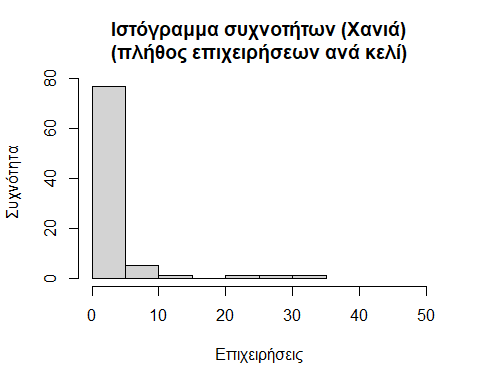 Ιστόγραμμα συχνοτήτων (Χανιά)
(πλήθος επιχειρήσεων ανά κελί)
Συχνότητα
80
60
40
20
0
0 10 20 30 40 50
Επιχειρήσεις